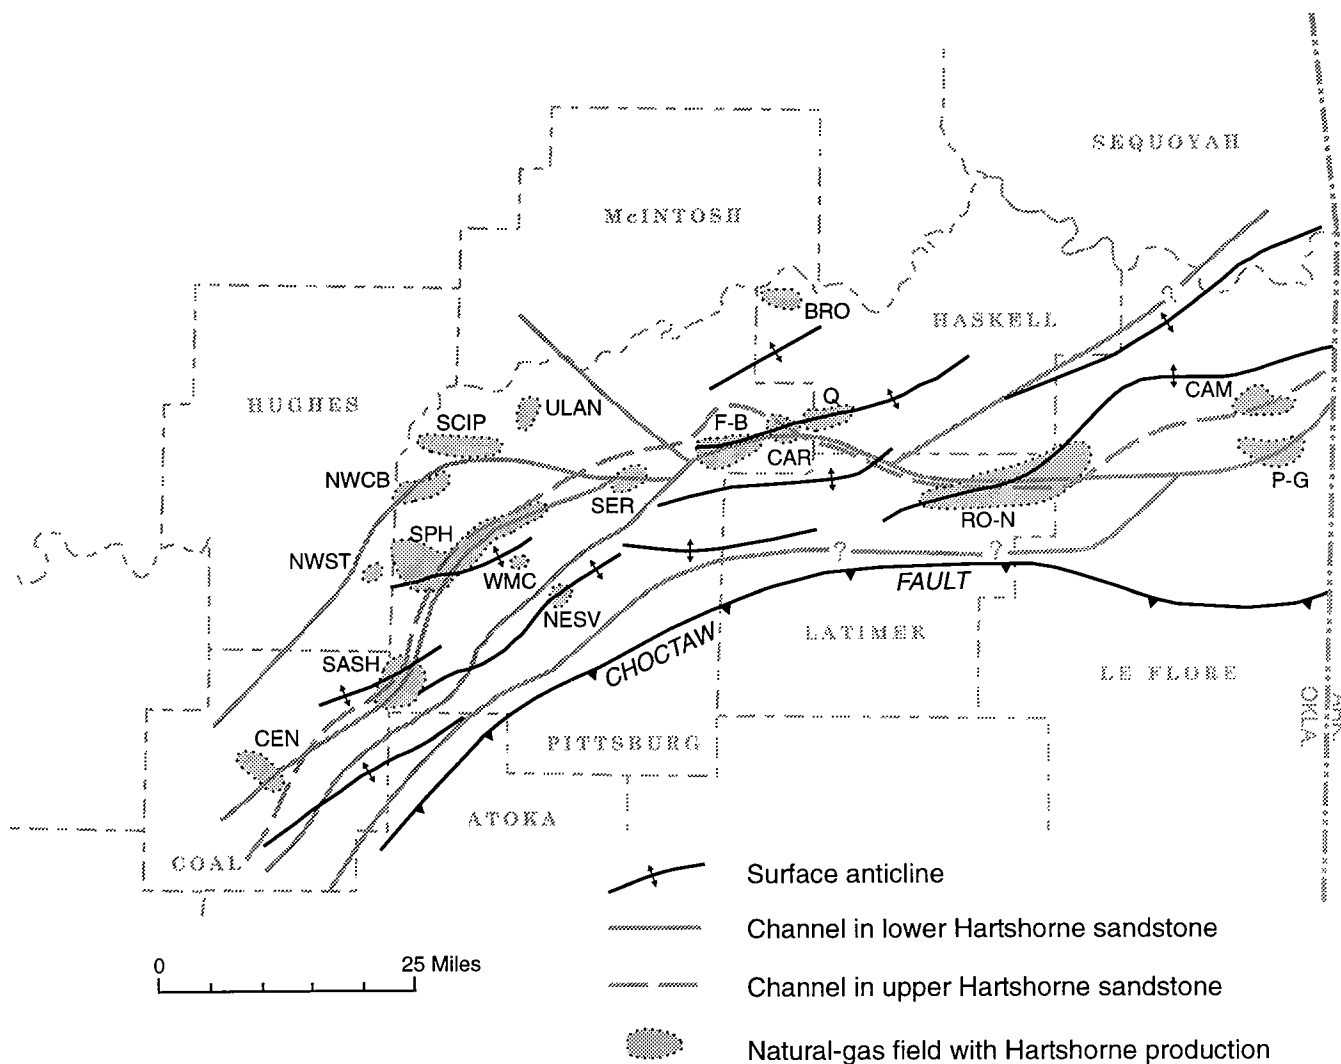 SEQUOYAH
McINTOSH
BRO
HASKELL
HUGHES
ULAN
SCIP
Q
CAM
F-B
CAR
NWCB
SER
P-G
RO-N
SPH
NWST
WMC
?
?
?
FAULT
NESV
CHOCTAW
LATIMER
SASH
LE FLORE
OKLA
CEN
PITTSBURG
ATOKA
COAL
Surface anticline
Channel in lower Hartshorne sandstone
0 25 Miles
Channel in upper Hartshorne sandstone
Natural-gas field with Hartshorne production